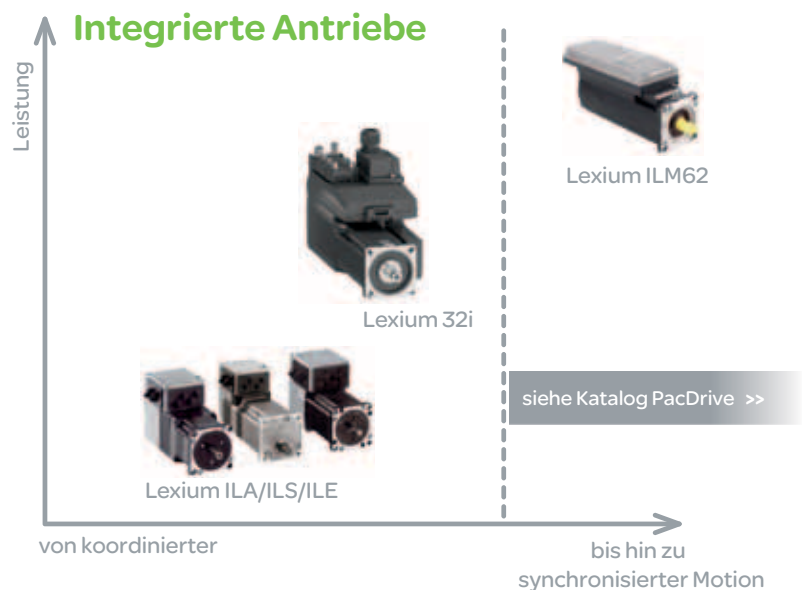 Integrierte Antriebe
Leistung
Lexium ILM62
Lexium 32i
siehe Katalog PacDrive >>
Lexium ILA/ILS/ILE
von koordinierter
bis hin zu
synchronisierter Motion